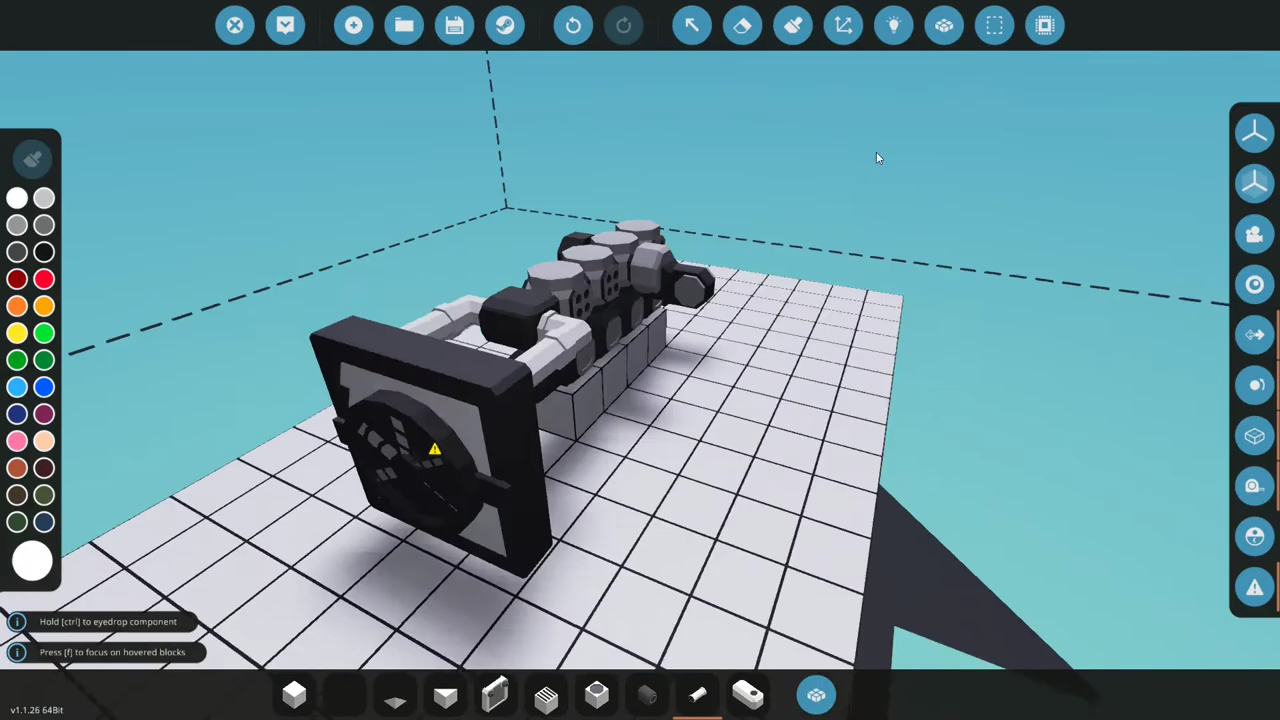 Hold [ctrl] to eyedrop component
Press [f] to focus on hovered blocks
v1.1.26 64Bit